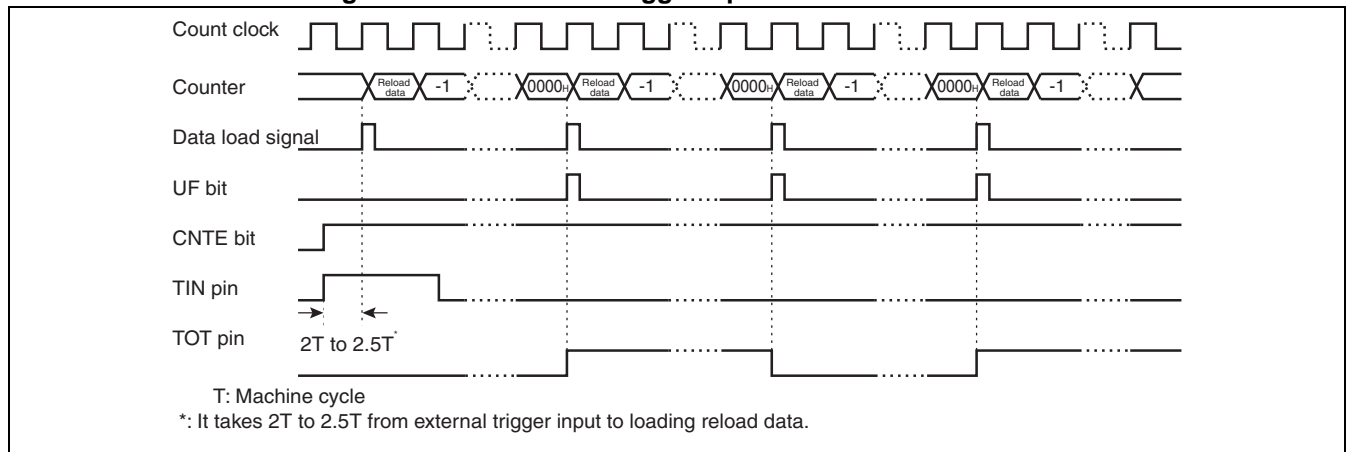 Count clock
Counter Reload data -1 0000H Reload data -1 0000H Reload data -1 0000H Reload data -1
Data load signal
UF bit
CNTE bit
TIN pin
TOT pin 2T to 2.5T*
T: Machine cycle
*: It takes 2T to 2.5T from external trigger input to loading reload data.